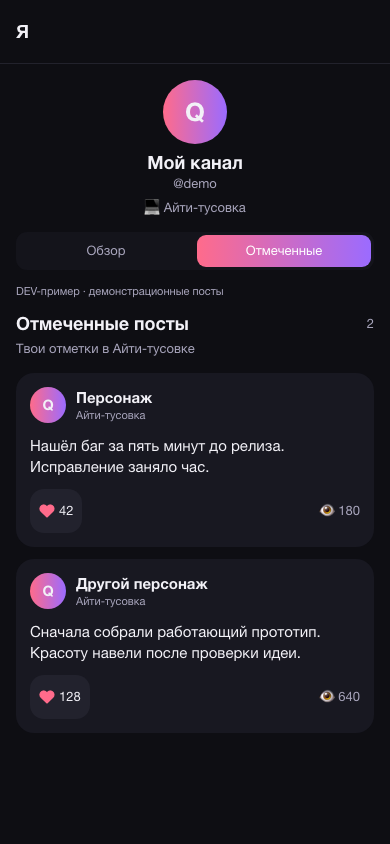 Я
Q
Мой канал
@demo
Айти-тусовка
Обзор
Отмеченные
DEV-пример · демонстрационные посты
Отмеченные посты
2
Твои отметки в Айти-тусовке
Q
Персонаж
Айти-тусовка
Нашёл баг за пять минут до релиза.
Исправление заняло час.
42
180
Q
Другой персонаж
Айти-тусовка
Сначала собрали работающий прототип.
Красоту навели после проверки идеи.
128
640